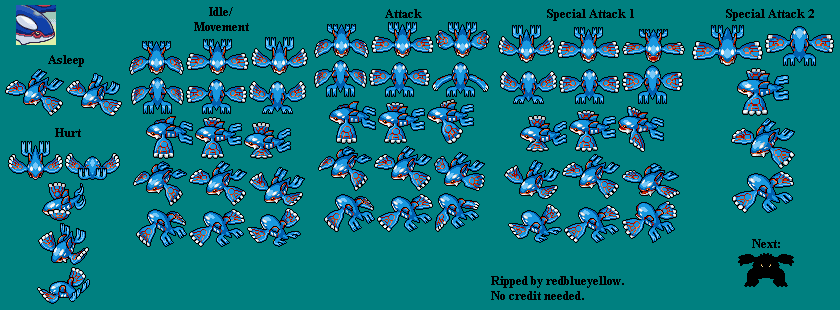 Asleep
Hurt
Idle/
Movement
Attack
Special Attack 1
Special Attack 2
Next:
Ripped by redblueyellow.
No credit needed.